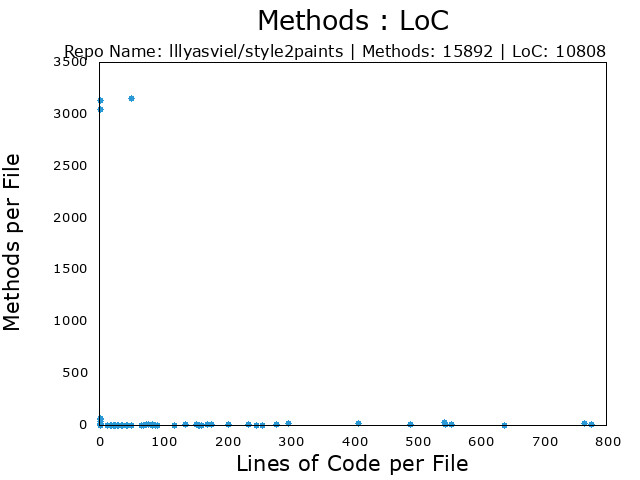 Methods : LoC
Repo Name: lllyasviel/style2paints | Methods: 15892 | LoC: 10808
3500
3000
2500
2000
1500
1000
500
0
Methods per File
0 100 200 300 400 500 600 700 800
Lines of Code per File